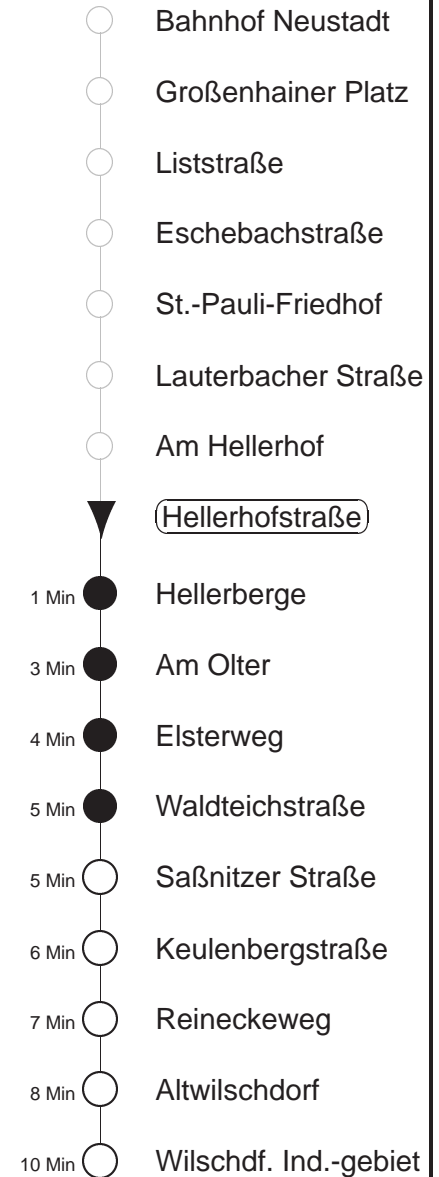 Bahnhof Neustadt
Großenhainer Platz
Liststraße
Eschebachstraße
St.-Pauli-Friedhof
Lauterbacher Straße
Am Hellerhof
Hellerhofstraße
1 Min Hellerberge
3 Min Am Olter
4 Min Elsterweg
5 Min Waldteichstraße
5 Min Saßnitzer Straße
6 Min Keulenbergstraße
7 Min Reineckeweg
8 Min Altwilschdorf
10 Min Wilschdf. Ind.-gebiet